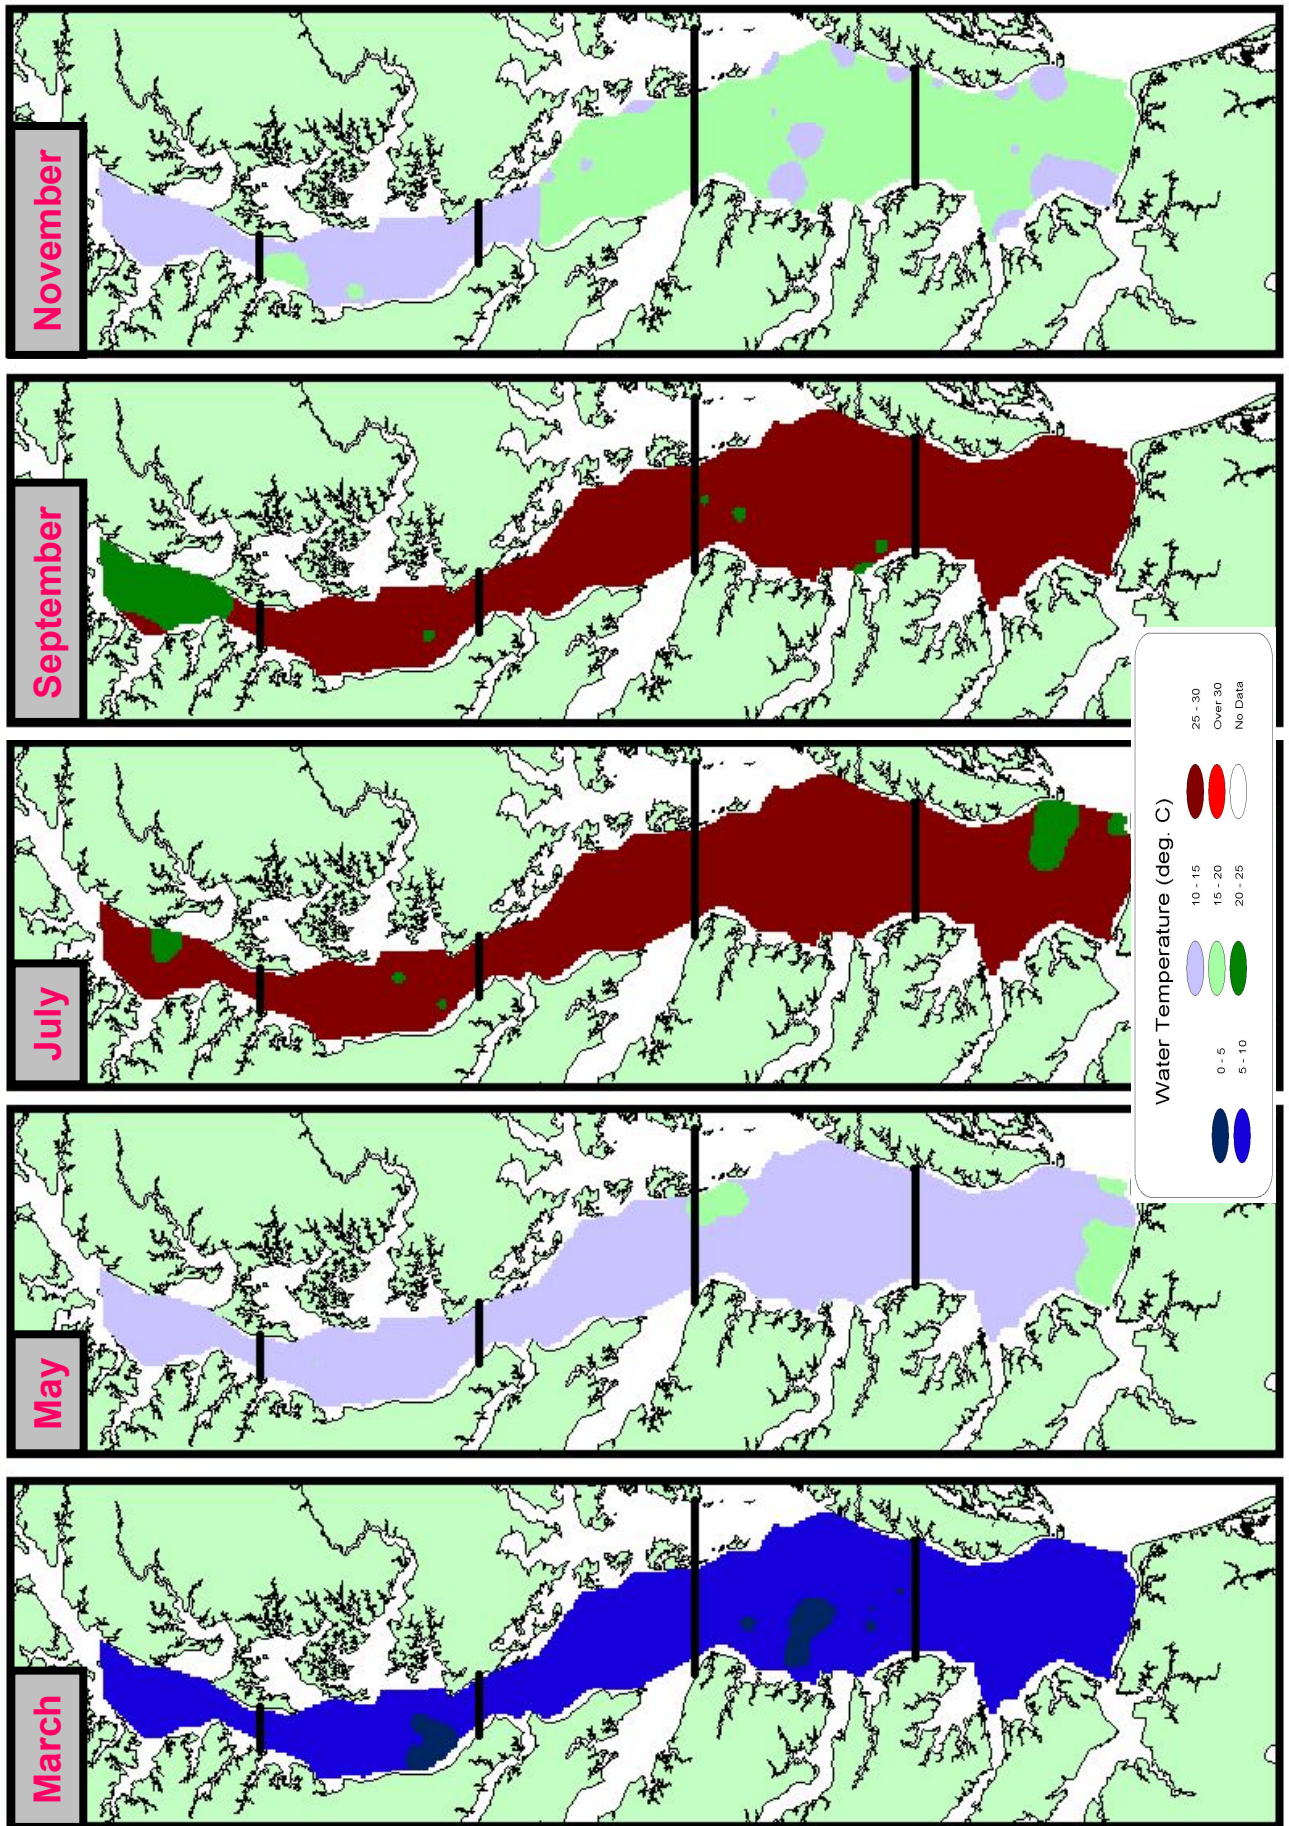 March
May
July
September
November
Water Temperature (deg. C)
0 - 5
5 - 10
10 - 15
15 - 20
20 - 25
25 - 30
Over 30
No Data